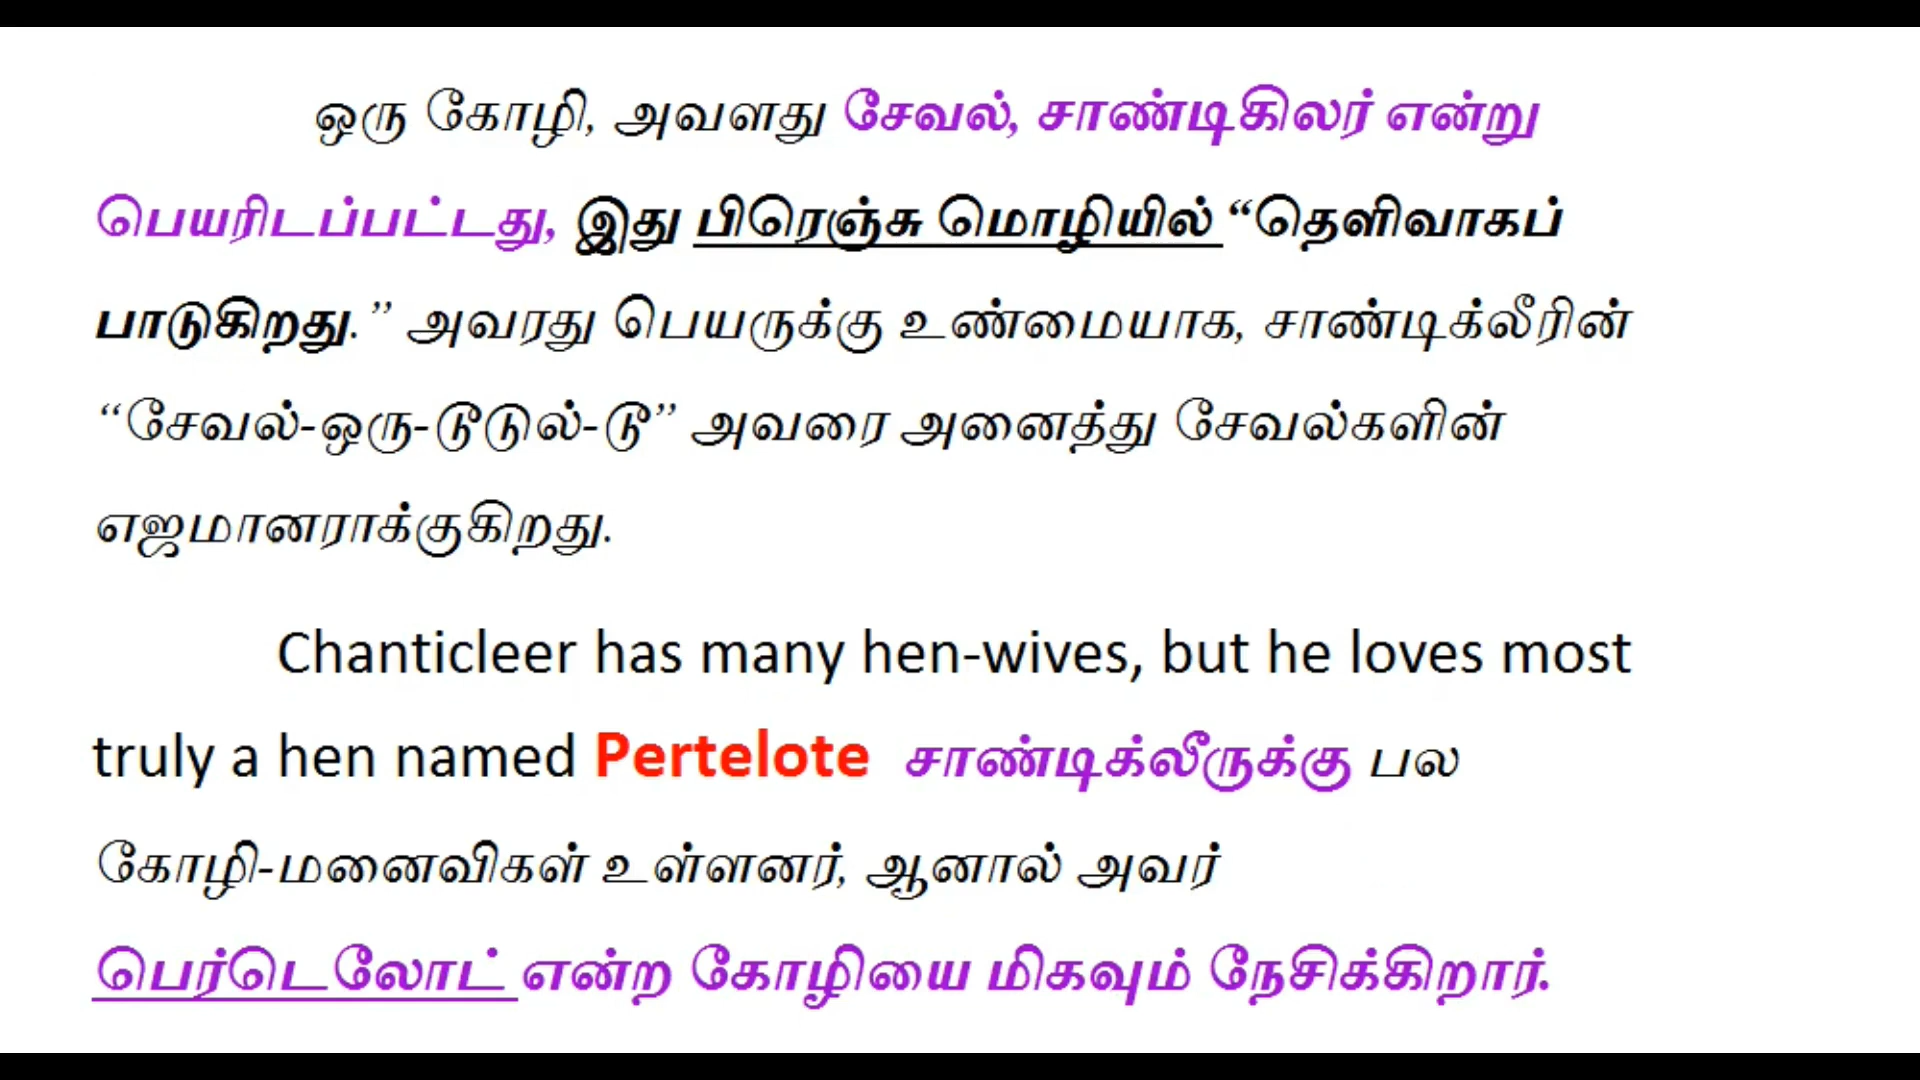 ஒரு கோழி, அவளது சேவல், சாண்டிகிலர் என்று
பெயரிடப்பட்டது, இது பிரெஞ்சு மொழியில் “தெளிவாகப்
பாடுகிறது.” அவரது பெயருக்கு உண்மையாக, சாண்டிக்லீரின்
“சேவல்-ஒரு-டூடுல்-டூ” அவரை அனைத்து சேவல்களின்
எஜமானராக்குகிறது.
Chanticleer has many hen-wives, but he loves most
truly a hen named Pertelote சாண்டிக்லீருக்கு பல
கோழி-மனைவிகள் உள்ளனர், ஆனால் அவர்
பெர்டெலோட் என்ற கோழியை மிகவும் நேசிக்கிறார்.